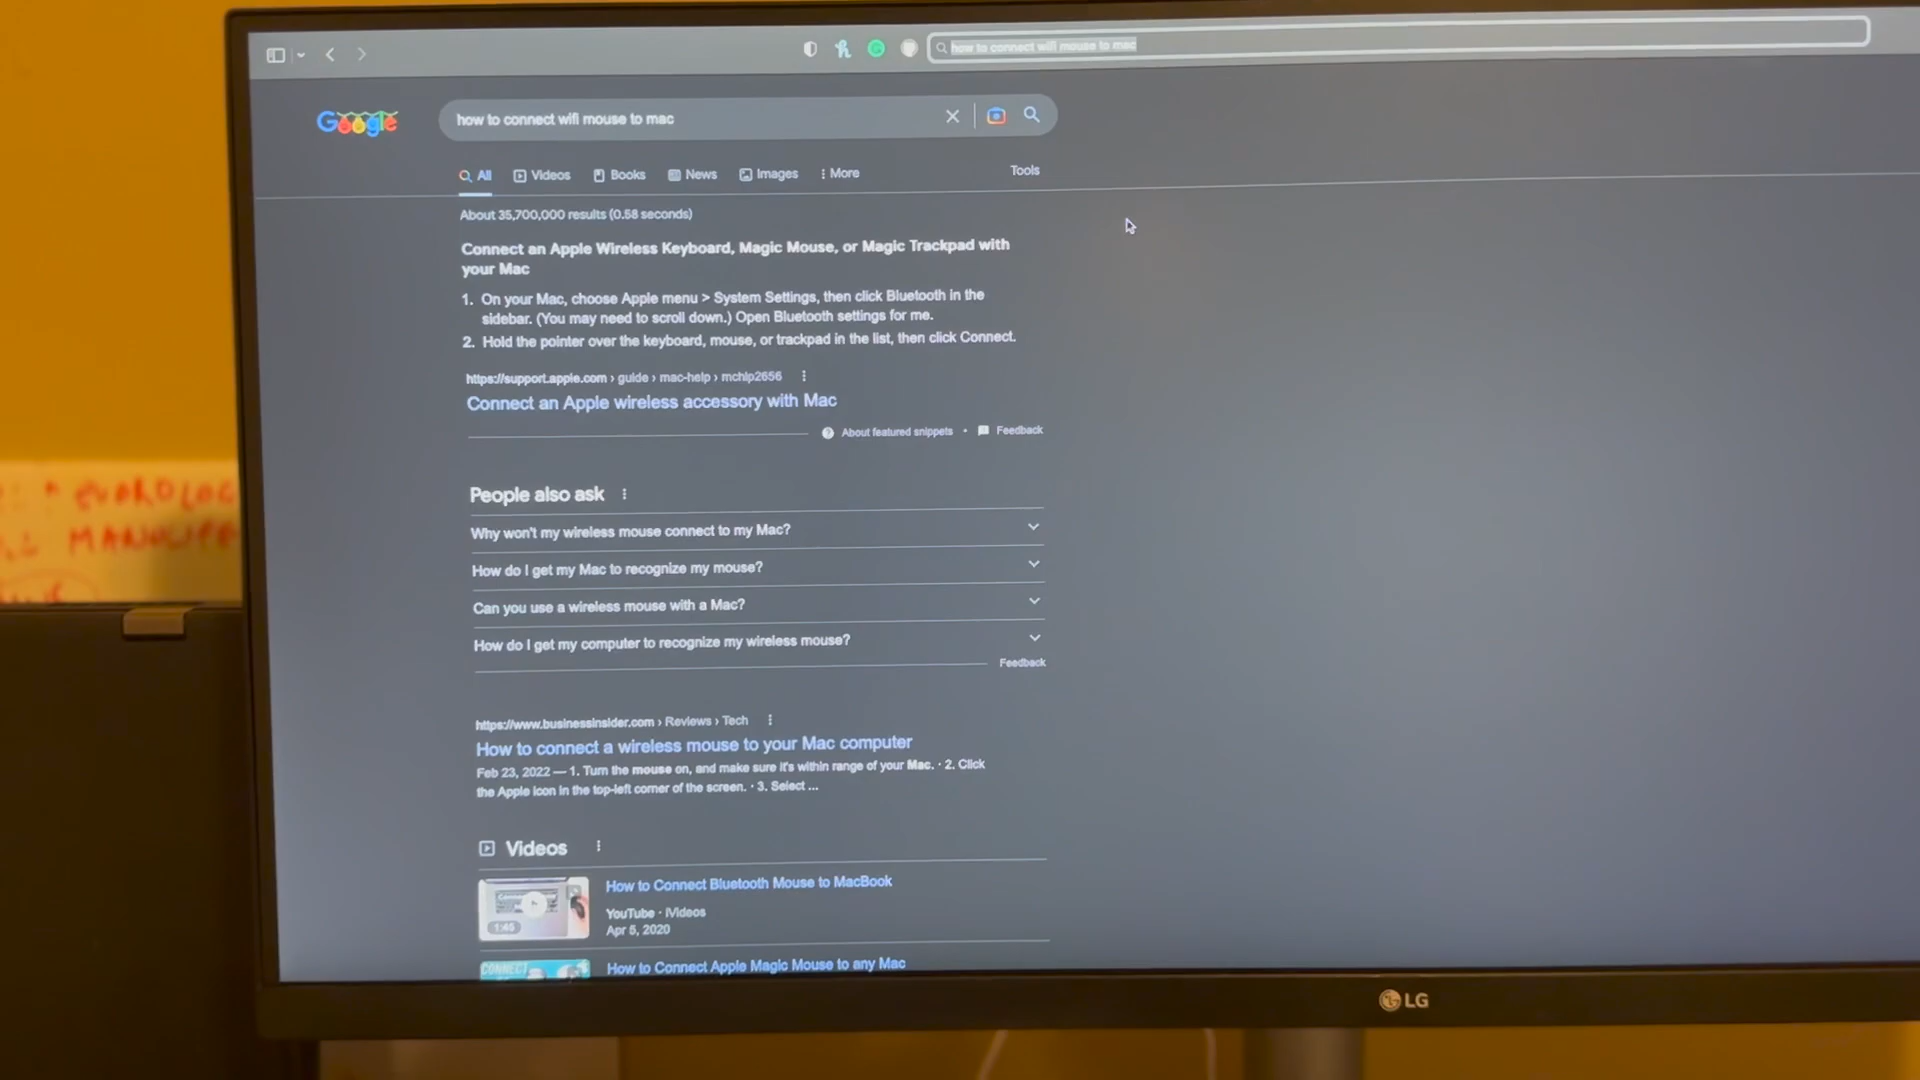 how to connect wifi mouse to mac
Google
how to connect wifi mouse to mac
All
Videos
Books
News
Images
More
Tools
About 35,700,000 results (0.58 seconds)
Connect an Apple Wireless Keyboard, Magic Mouse, or Magic Trackpad with
your Mac
1. On your Mac, choose Apple menu > System Settings, then click Bluetooth in the
sidebar. (You may need to scroll down.) Open Bluetooth settings for me.
2. Hold the pointer over the keyboard, mouse, or trackpad in the list, then click Connect.
https://support.apple.com › guide › mac-help › mchlp2656
Connect an Apple wireless accessory with Mac
About featured snippets • Feedback
People also ask
Why won't my wireless mouse connect to my Mac?
How do I get my Mac to recognize my mouse?
Can you use a wireless mouse with a Mac?
How do I get my computer to recognize my wireless mouse?
Feedback
https://www.businessinsider.com › Reviews › Tech
How to connect a wireless mouse to your Mac computer
Feb 23, 2022 — 1. Turn the mouse on, and make sure it's within range of your Mac. · 2. Click
the Apple icon in the top-left corner of the screen. · 3. Select ...
Videos
How to Connect Bluetooth Mouse to MacBook
YouTube · iVideos
Apr 5, 2020
1:45
CONNECT
How to Connect Apple Magic Mouse to any Mac
LG